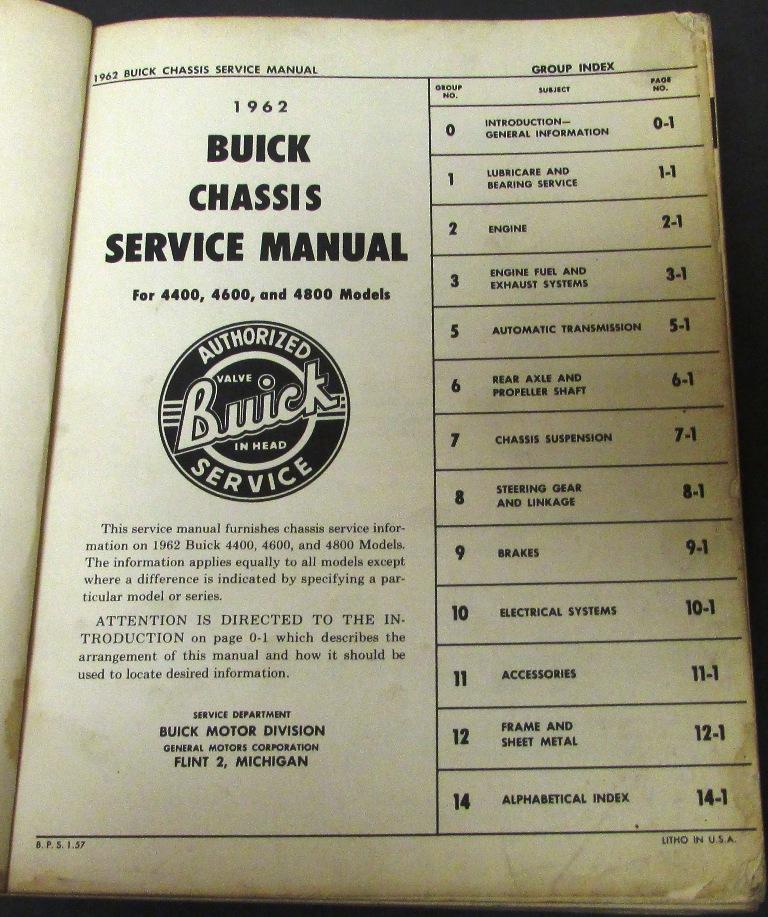 1962 BUICK CHASSIS SERVICE MANUAL
1962
BUICK
CHASSIS
SERVICE MANUAL
For 4400, 4600, and 4800 Models
AUTHORIZED
VALVE
Buick
IN HEAD
SERVICE
This service manual furnishes chassis service infor-
mation on 1962 Buick 4400, 4600, and 4800 Models.
The information applies equally to all models except
where a difference is indicated by specifying a par-
ticular model or series.
ATTENTION IS DIRECTED TO THE IN-
TRODUCTION on page 0-1 which describes the
arrangement of this manual and how it should be
used to locate desired information.
SERVICE DEPARTMENT
BUICK MOTOR DIVISION
GENERAL MOTORS CORPORATION
FLINT 2, MICHIGAN
B. P. S. 1.57
GROUP INDEX
GROUP NO. SUBJECT PAGE NO.
0 INTRODUCTION— GENERAL INFORMATION 0-1
1 LUBRICARE AND BEARING SERVICE 1-1
2 ENGINE 2-1
3 ENGINE FUEL AND EXHAUST SYSTEMS 3-1
5 AUTOMATIC TRANSMISSION 5-1
6 REAR AXLE AND PROPELLER SHAFT 6-1
7 CHASSIS SUSPENSION 7-1
8 STEERING GEAR AND LINKAGE 8-1
9 BRAKES 9-1
10 ELECTRICAL SYSTEMS 10-1
11 ACCESSORIES 11-1
12 FRAME AND SHEET METAL 12-1
14 ALPHABETICAL INDEX 14-1
LITHO IN U.S.A.